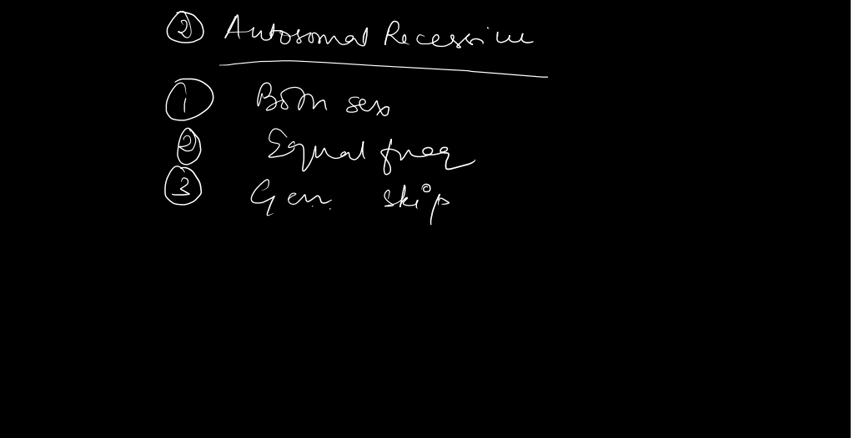 ② Autosomal Recessive
① Both sex
② Equal freq
③ Gen. skip